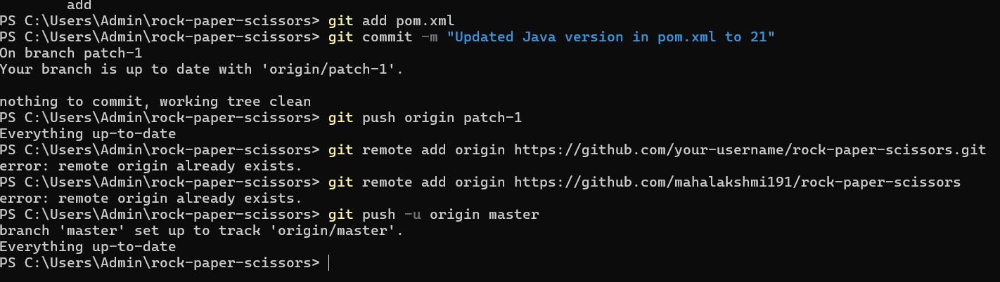 add
PS C:\Users\Admin\rock-paper-scissors> git add pom.xml
PS C:\Users\Admin\rock-paper-scissors> git commit -m "Updated Java version in pom.xml to 21"
On branch patch-1
Your branch is up to date with 'origin/patch-1'.
nothing to commit, working tree clean
PS C:\Users\Admin\rock-paper-scissors> git push origin patch-1
Everything up-to-date
PS C:\Users\Admin\rock-paper-scissors> git remote add origin https://github.com/your-username/rock-paper-scissors.git
error: remote origin already exists.
PS C:\Users\Admin\rock-paper-scissors> git remote add origin https://github.com/mahalakshmi191/rock-paper-scissors
error: remote origin already exists.
PS C:\Users\Admin\rock-paper-scissors> git push -u origin master
branch 'master' set up to track 'origin/master'.
Everything up-to-date
PS C:\Users\Admin\rock-paper-scissors>